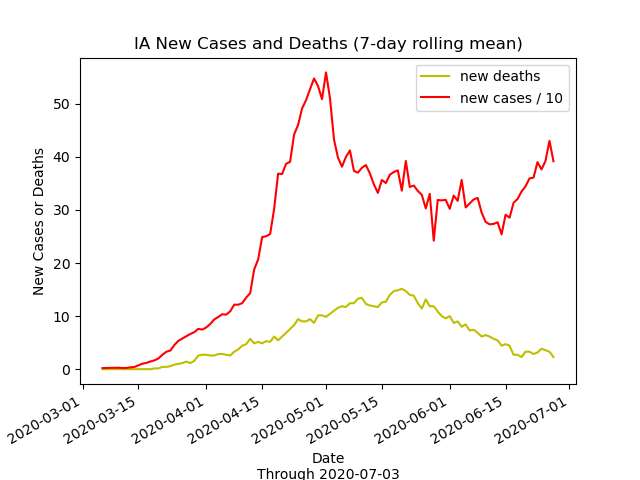 IA New Cases and Deaths (7-day rolling mean)
new deaths
new cases / 10
New Cases or Deaths
50
40
30
20
10
0
2020-03-01
2020-03-15
2020-04-01
2020-04-15
2020-05-01
2020-05-15
2020-06-01
2020-06-15
2020-07-01
Date
Through 2020-07-03